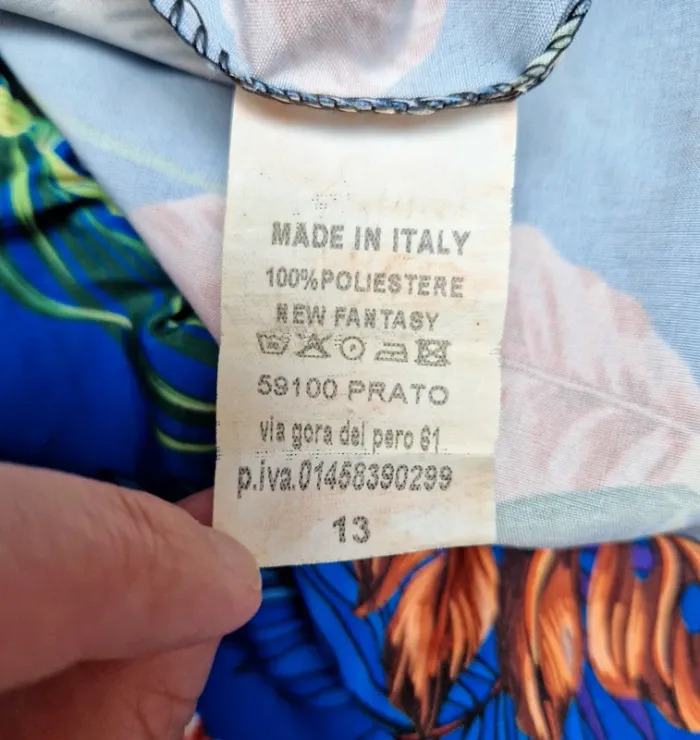 MADE IN ITALY
100%POLIESTERE
NEW FANTASY
59100 PRATO
via gora del pero 61
p.iva.01458390299
13